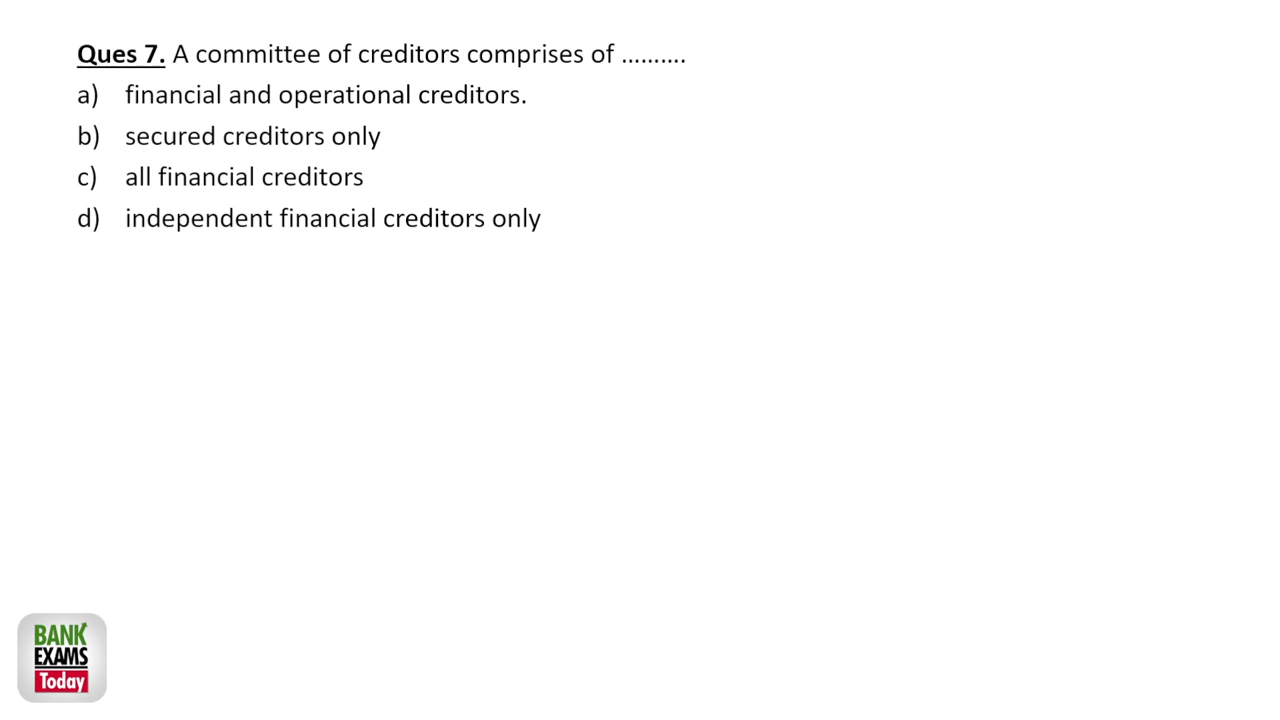 Ques 7. A committee of creditors comprises of ..........
a) financial and operational creditors.
b) secured creditors only
c) all financial creditors
d) independent financial creditors only
BANK
EXAMS
Today